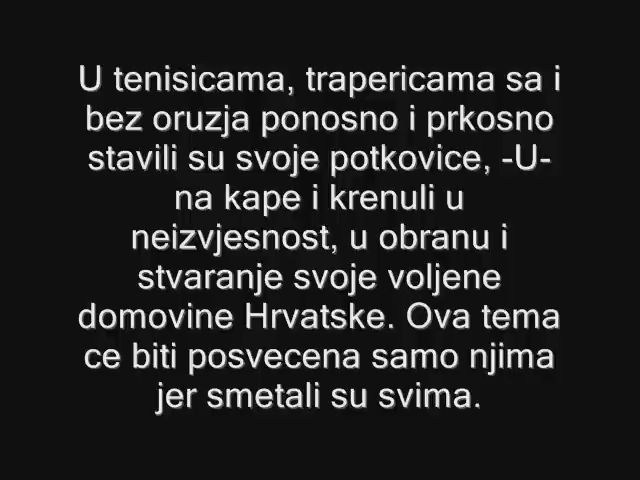 U tenisicama, trapericama sa i
bez oruzja ponosno i prkosno
stavili su svoje potkovice, -U-
na kape i krenuli u
neizvjesnost, u obranu i
stvaranje svoje voljene
domovine Hrvatske. Ova tema
ce biti posvecena samo njima
jer smetali su svima.